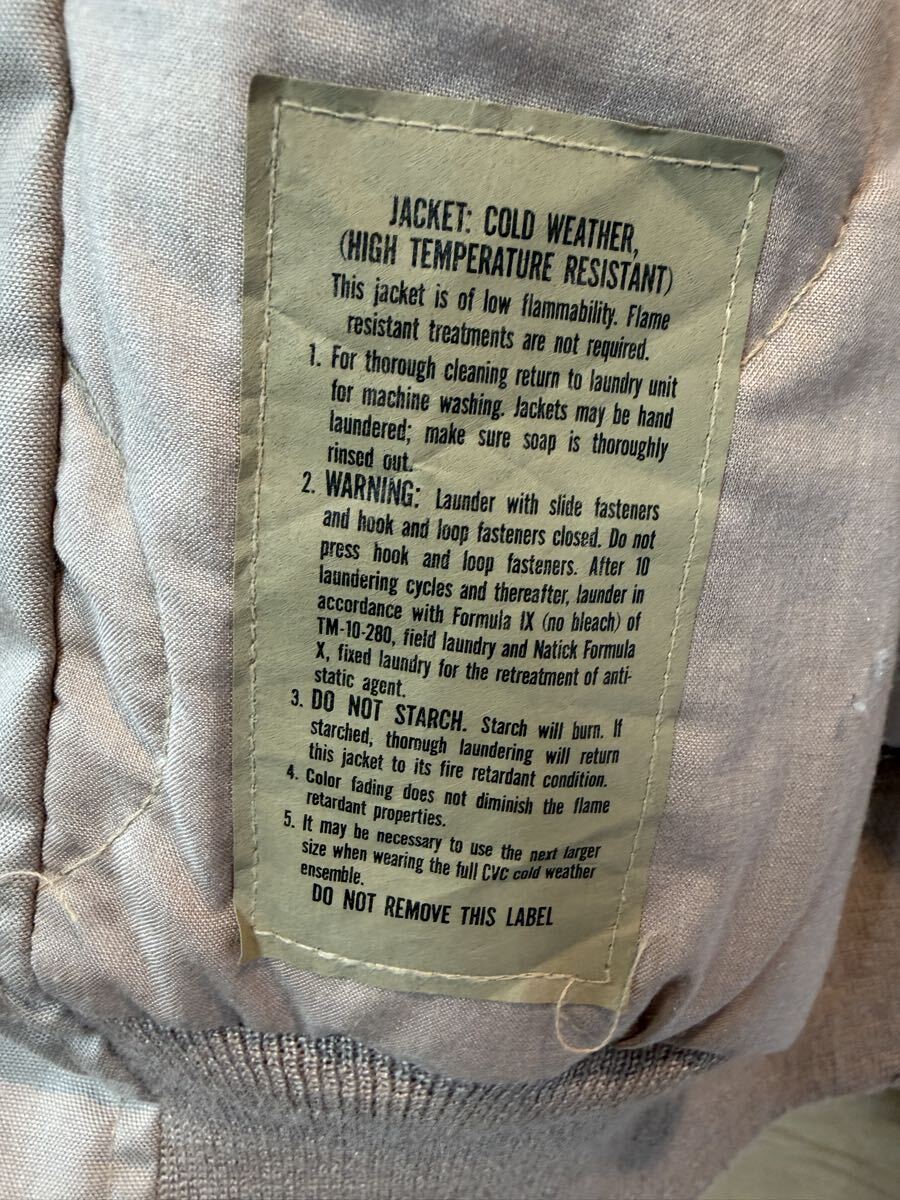 JACKET: COLD WEATHER,
(HIGH TEMPERATURE RESISTANT)
This jacket is of low flammability. Flame
resistant treatments are not required.
1. For thorough cleaning return to laundry unit
for machine washing. Jackets may be hand
laundered; make sure soap is thoroughly
rinsed out.
2. WARNING: Launder with slide fasteners
and hook and loop fasteners closed. Do not
press hook and loop fasteners. After 10
laundering cycles and thereafter, launder in
accordance with Formula IX (no bleach) of
TM-10-280, field laundry and Natick Formula
X, fixed laundry for the retreatment of anti-
static agent.
3. DO NOT STARCH. Starch will burn. If
starched, thorough laundering will return
this jacket to its fire retardant condition.
4. Color fading does not diminish the flame
retardant properties.
5. It may be necessary to use the next larger
size when wearing the full CVC cold weather
ensemble.
DO NOT REMOVE THIS LABEL